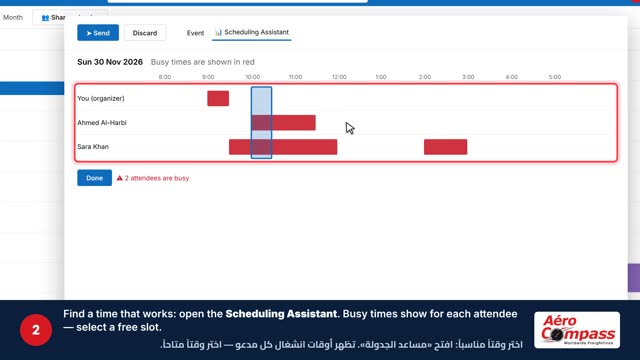 Month
Send
Discard
Event
Scheduling Assistant
Sun 30 Nov 2026 Busy times are shown in red
8:00 9:00 10:00 11:00 12:00 1:00 2:00 3:00 4:00 5:00
You (organizer)
Ahmed Al-Harbi
Sara Khan
Done
2 attendees are busy
2
Find a time that works: open the Scheduling Assistant. Busy times show for each attendee
— select a free slot.
اختر وقتاً مناسباً: افتح «مساعد الجدولة». تظهر أوقات انشغال كل مدعو — اختر وقتاً متاحاً.
Aéro
Compass
Worldwide Freightlines